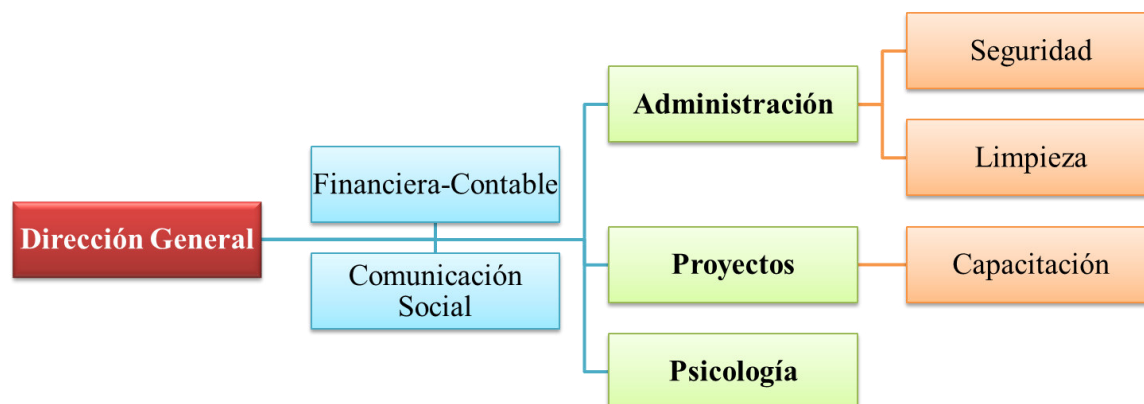 Dirección General
Financiera-Contable
Comunicación
Social
Administración
Proyectos
Psicología
Seguridad
Limpieza
Capacitación